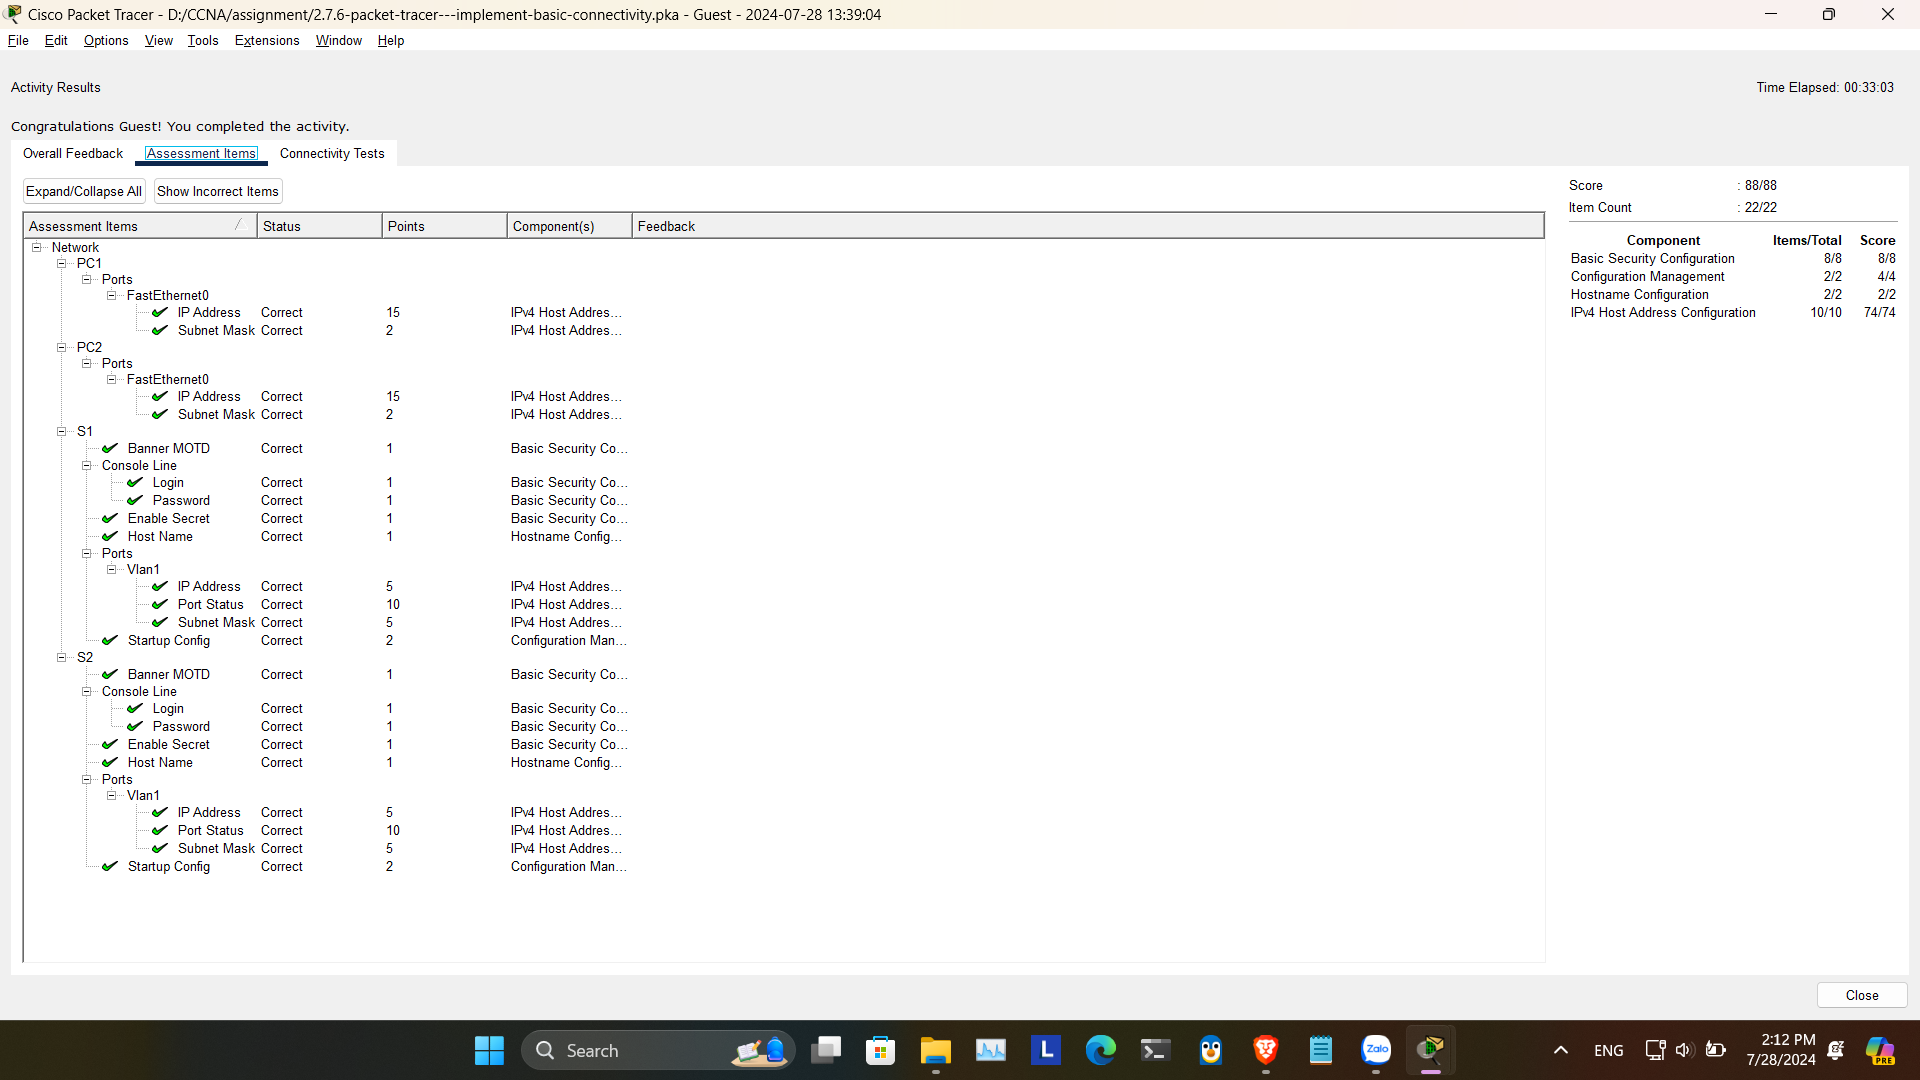 Cisco Packet Tracer - D:/CCNA/assignment/2.7.6-packet-tracer---implement-basic-connectivity.pka - Guest - 2024-07-28 13:39:04
File Edit Options View Tools Extensions Window Help
Activity Results
Time Elapsed: 00:33:03
Congratulations Guest! You completed the activity.
Overall Feedback Assessment Items Connectivity Tests
Expand/Collapse All Show Incorrect Items
Assessment Items Status Points Component(s) Feedback
Network
PC1
Ports
FastEthernet0
IP Address Correct 15 IPv4 Host Addres...
Subnet Mask Correct 2 IPv4 Host Addres...
PC2
Ports
FastEthernet0
IP Address Correct 15 IPv4 Host Addres...
Subnet Mask Correct 2 IPv4 Host Addres...
S1
Banner MOTD Correct 1 Basic Security Co...
Console Line
Login Correct 1 Basic Security Co...
Password Correct 1 Basic Security Co...
Enable Secret Correct 1 Basic Security Co...
Host Name Correct 1 Hostname Config...
Ports
Vlan1
IP Address Correct 5 IPv4 Host Addres...
Port Status Correct 10 IPv4 Host Addres...
Subnet Mask Correct 5 IPv4 Host Addres...
Startup Config Correct 2 Configuration Man...
S2
Banner MOTD Correct 1 Basic Security Co...
Console Line
Login Correct 1 Basic Security Co...
Password Correct 1 Basic Security Co...
Enable Secret Correct 1 Basic Security Co...
Host Name Correct 1 Hostname Config...
Ports
Vlan1
IP Address Correct 5 IPv4 Host Addres...
Port Status Correct 10 IPv4 Host Addres...
Subnet Mask Correct 5 IPv4 Host Addres...
Startup Config Correct 2 Configuration Man...
Score : 88/88
Item Count : 22/22
Component Items/Total Score
Basic Security Configuration 8/8 8/8
Configuration Management 2/2 4/4
Hostname Configuration 2/2 2/2
IPv4 Host Address Configuration 10/10 74/74
Close
Search
L
Zalo
ENG
2:12 PM
7/28/2024
PRE